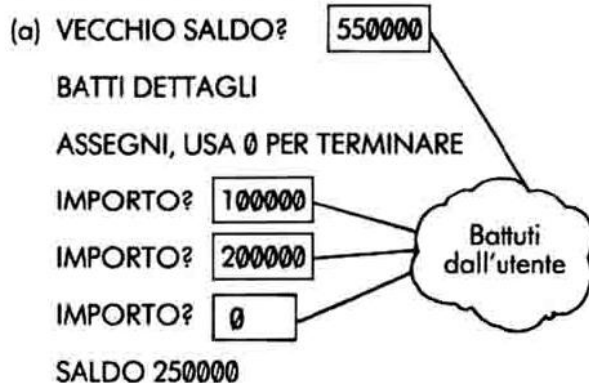 (a) VECCHIO SALDO? 550000
BATTI DETTAGLI
ASSEGNI, USA 0 PER TERMINARE
IMPORTO? 100000
IMPORTO? 200000
IMPORTO? 0
SALDO 250000
Battuti
dall'utente